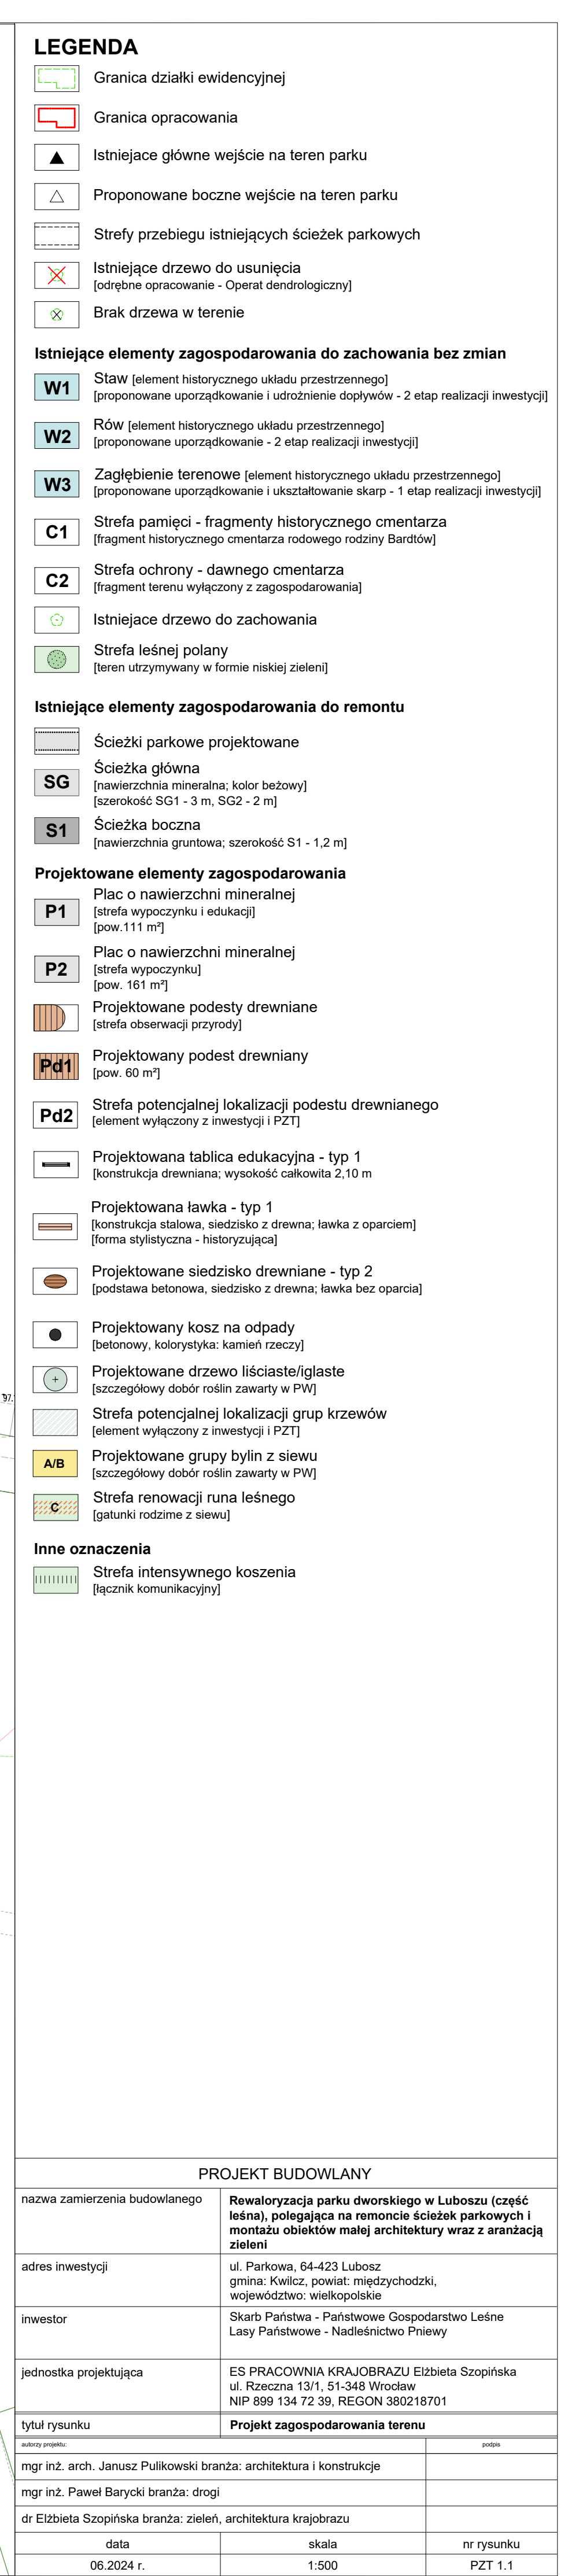 LEGENDA
Granica działki ewidencyjnej
Granica opracowania
Istniejace główne wejście na teren parku
Proponowane boczne wejście na teren parku
Strefy przebiegu istniejących ścieżek parkowych
Istniejące drzewo do usunięcia
[odrębne opracowanie - Operat dendrologiczny]
Brak drzewa w terenie
Istniejące elementy zagospodarowania do zachowania bez zmian
W1 Staw [element historycznego układu przestrzennego]
[proponowane uporządkowanie i udrożnienie dopływów - 2 etap realizacji inwestycji]
W2 Rów [element historycznego układu przestrzennego]
[proponowane uporządkowanie - 2 etap realizacji inwestycji]
W3 Zagłębienie terenowe [element historycznego układu przestrzennego]
[proponowane uporządkowanie i ukształtowanie skarp - 1 etap realizacji inwestycji]
C1 Strefa pamięci - fragmenty historycznego cmentarza
[fragment historycznego cmentarza rodowego rodziny Bardtów]
C2 Strefa ochrony - dawnego cmentarza
[fragment terenu wyłączony z zagospodarowania]
Istniejace drzewo do zachowania
Strefa leśnej polany
[teren utrzymywany w formie niskiej zieleni]
Istniejące elementy zagospodarowania do remontu
Ścieżki parkowe projektowane
SG Ścieżka główna
[nawierzchnia mineralna; kolor beżowy]
[szerokość SG1 - 3 m, SG2 - 2 m]
S1 Ścieżka boczna
[nawierzchnia gruntowa; szerokość S1 - 1,2 m]
Projektowane elementy zagospodarowania
P1 Plac o nawierzchni mineralnej
[strefa wypoczynku i edukacji]
[pow.111 m²]
P2 Plac o nawierzchni mineralnej
[strefa wypoczynku]
[pow. 161 m²]
Projektowane podesty drewniane
[strefa obserwacji przyrody]
Pd1 Projektowany podest drewniany
[pow. 60 m²]
Pd2 Strefa potencjalnej lokalizacji podestu drewnianego
[element wyłączony z inwestycji i PZT]
Projektowana tablica edukacyjna - typ 1
[konstrukcja drewniana; wysokość całkowita 2,10 m
Projektowana ławka - typ 1
[konstrukcja stalowa, siedzisko z drewna; ławka z oparciem]
[forma stylistyczna - historyzująca]
Projektowane siedzisko drewniane - typ 2
[podstawa betonowa, siedzisko z drewna; ławka bez oparcia]
Projektowany kosz na odpady
[betonowy, kolorystyka: kamień rzeczy]
Projektowane drzewo liściaste/iglaste
[szczegółowy dobór roślin zawarty w PW]
Strefa potencjalnej lokalizacji grup krzewów
[element wyłączony z inwestycji i PZT]
A/B Projektowane grupy bylin z siewu
[szczegółowy dobór roślin zawarty w PW]
C Strefa renowacji runa leśnego
[gatunki rodzime z siewu]
Inne oznaczenia
Strefa intensywnego koszenia
[łącznik komunikacyjny]
PROJEKT BUDOWLANY
nazwa zamierzenia budowlanego Rewaloryzacja parku dworskiego w Luboszu (część
leśna), polegająca na remoncie ścieżek parkowych i
montażu obiektów małej architektury wraz z aranżacją
zieleni
adres inwestycji ul. Parkowa, 64-423 Lubosz
gmina: Kwilcz, powiat: międzychodzki,
województwo: wielkopolskie
inwestor Skarb Państwa - Państwowe Gospodarstwo Leśne
Lasy Państwowe - Nadleśnictwo Pniewy
jednostka projektująca ES PRACOWNIA KRAJOBRAZU Elżbieta Szopińska
ul. Rzeczna 13/1, 51-348 Wrocław
NIP 899 134 72 39, REGON 380218701
tytuł rysunku Projekt zagospodarowania terenu
autorzy projektu: podpis
mgr inż. arch. Janusz Pulikowski branża: architektura i konstrukcje
mgr inż. Paweł Barycki branża: drogi
dr Elżbieta Szopińska branża: zieleń, architektura krajobrazu
data skala nr rysunku
06.2024 r. 1:500 PZT 1.1